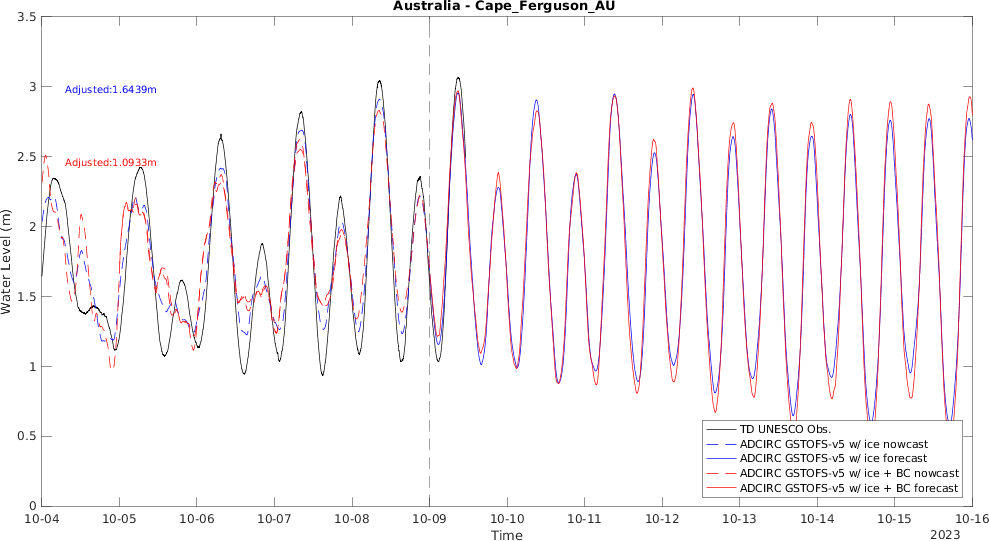 Australia - Cape_Ferguson_AU
3.5
3
2.5
2
1.5
1
0.5
0
Water Level (m)
Adjusted:1.6439m
Adjusted:1.0933m
TD UNESCO Obs.
ADCIRC GSTOFS-v5 w/ ice nowcast
ADCIRC GSTOFS-v5 w/ ice forecast
ADCIRC GSTOFS-v5 w/ ice + BC nowcast
ADCIRC GSTOFS-v5 w/ ice + BC forecast
10-04 10-05 10-06 10-07 10-08 10-09 10-10 10-11 10-12 10-13 10-14 10-15 10-16
Time
2023